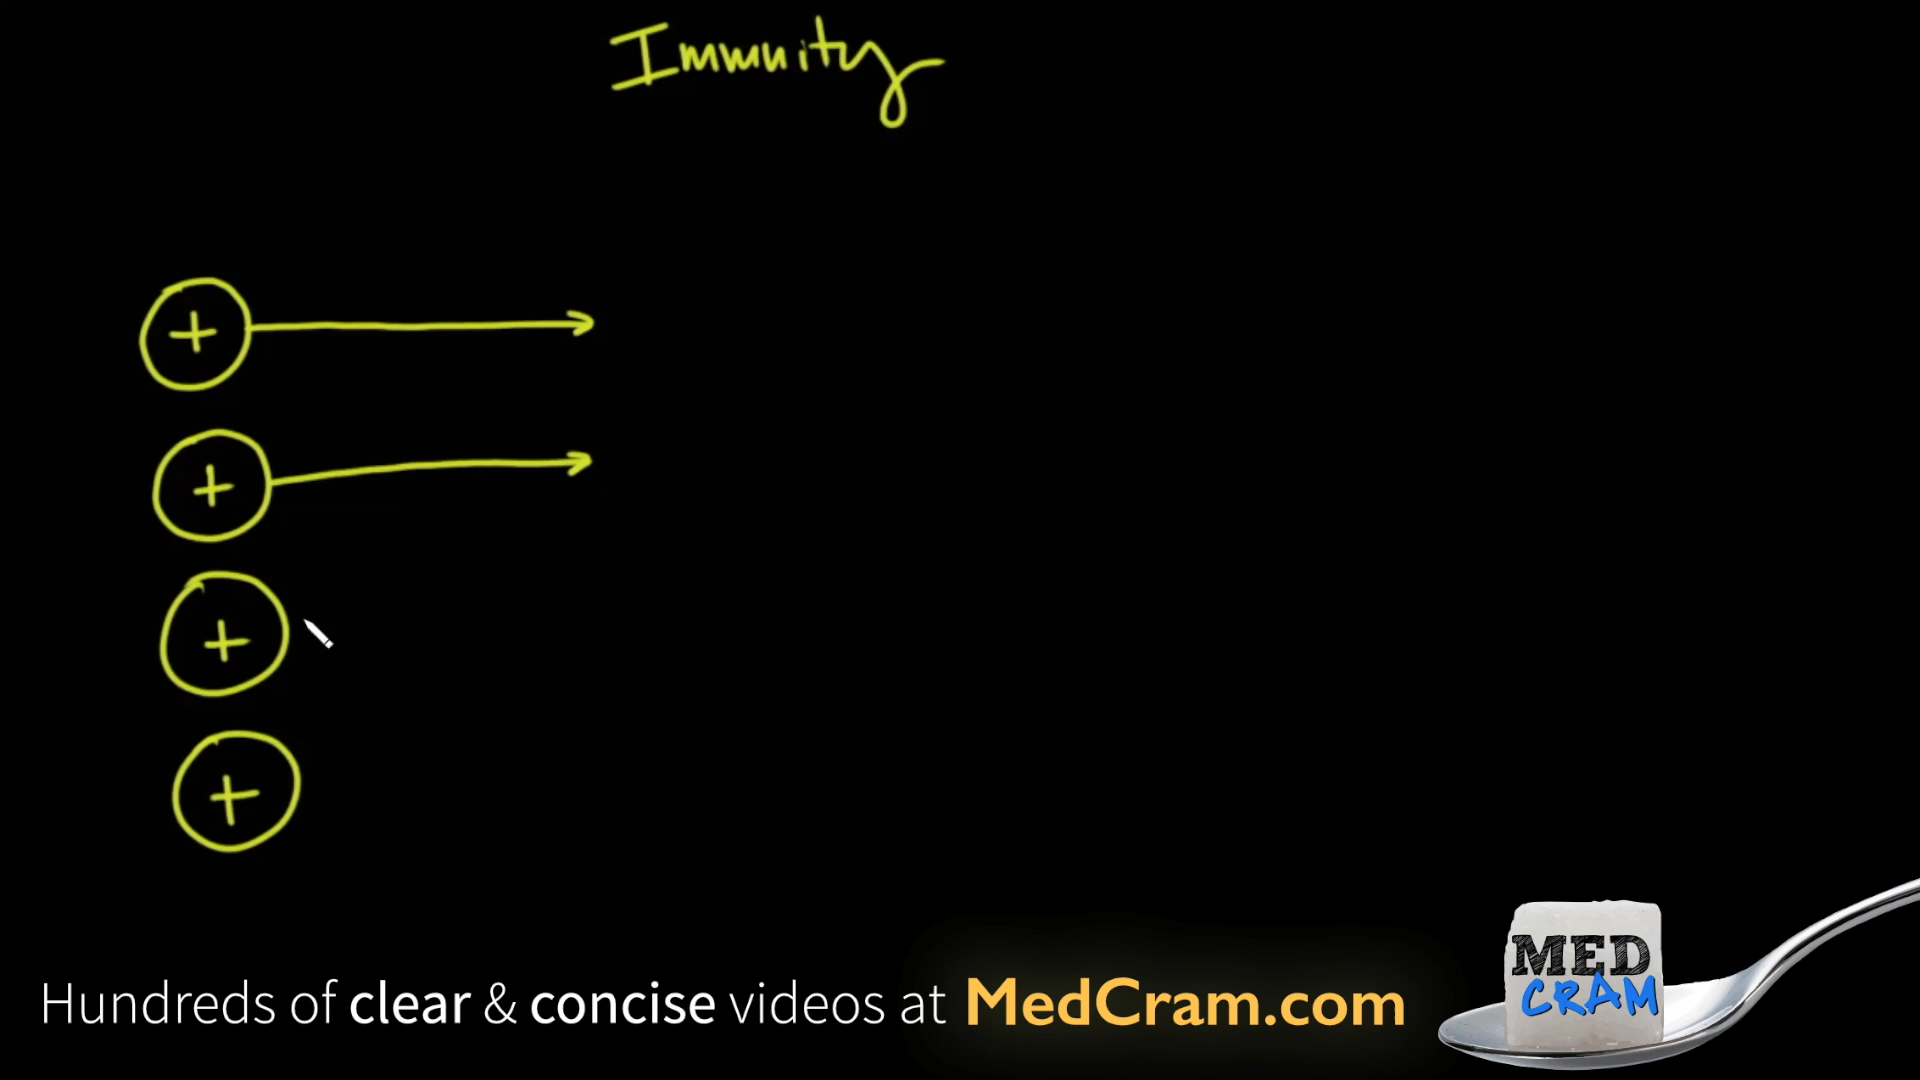 Immunity
+
+
+
+
Hundreds of clear & concise videos at MedCram.com
MED
CRAM